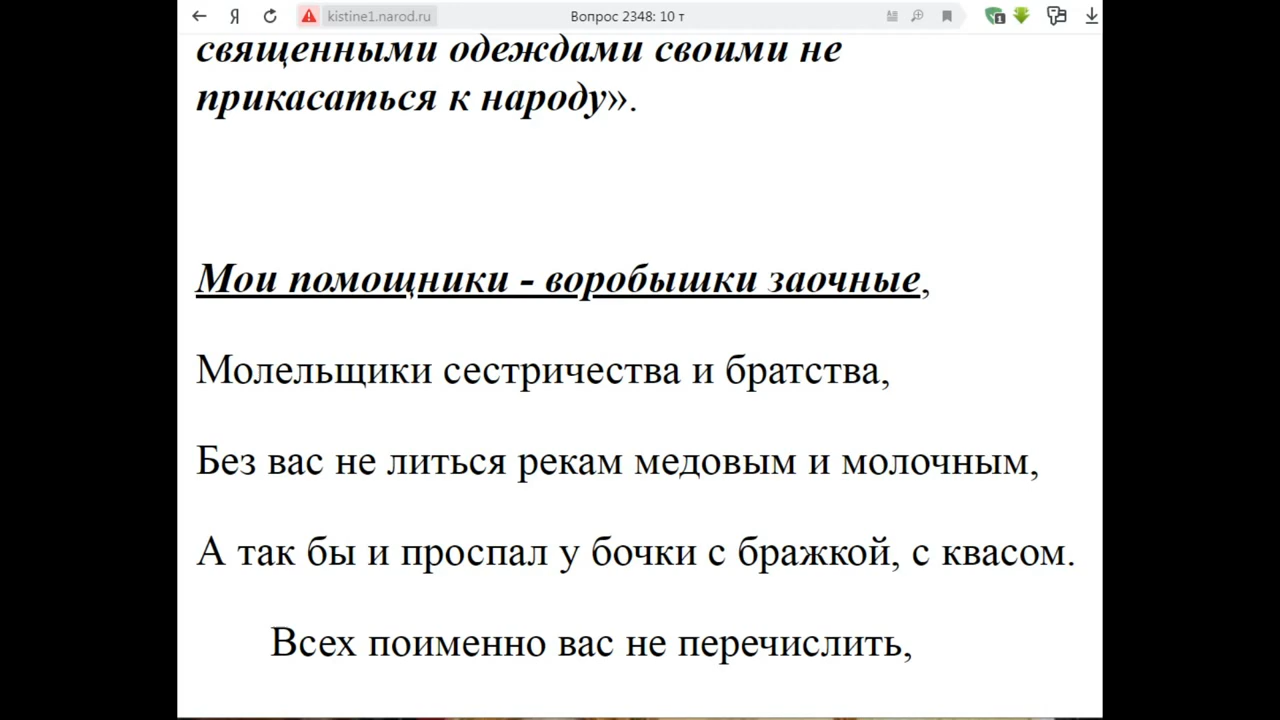 Я kistine1.narod.ru Вопрос 2348: 10 т 1
священными одеждами своими не
прикасаться к народу».
Мои помощники - воробышки заочные,
Молельщики сестричества и братства,
Без вас не литься рекам медовым и молочным,
А так бы и проспал у бочки с бражкой, с квасом.
Всех поименно вас не перечислить,